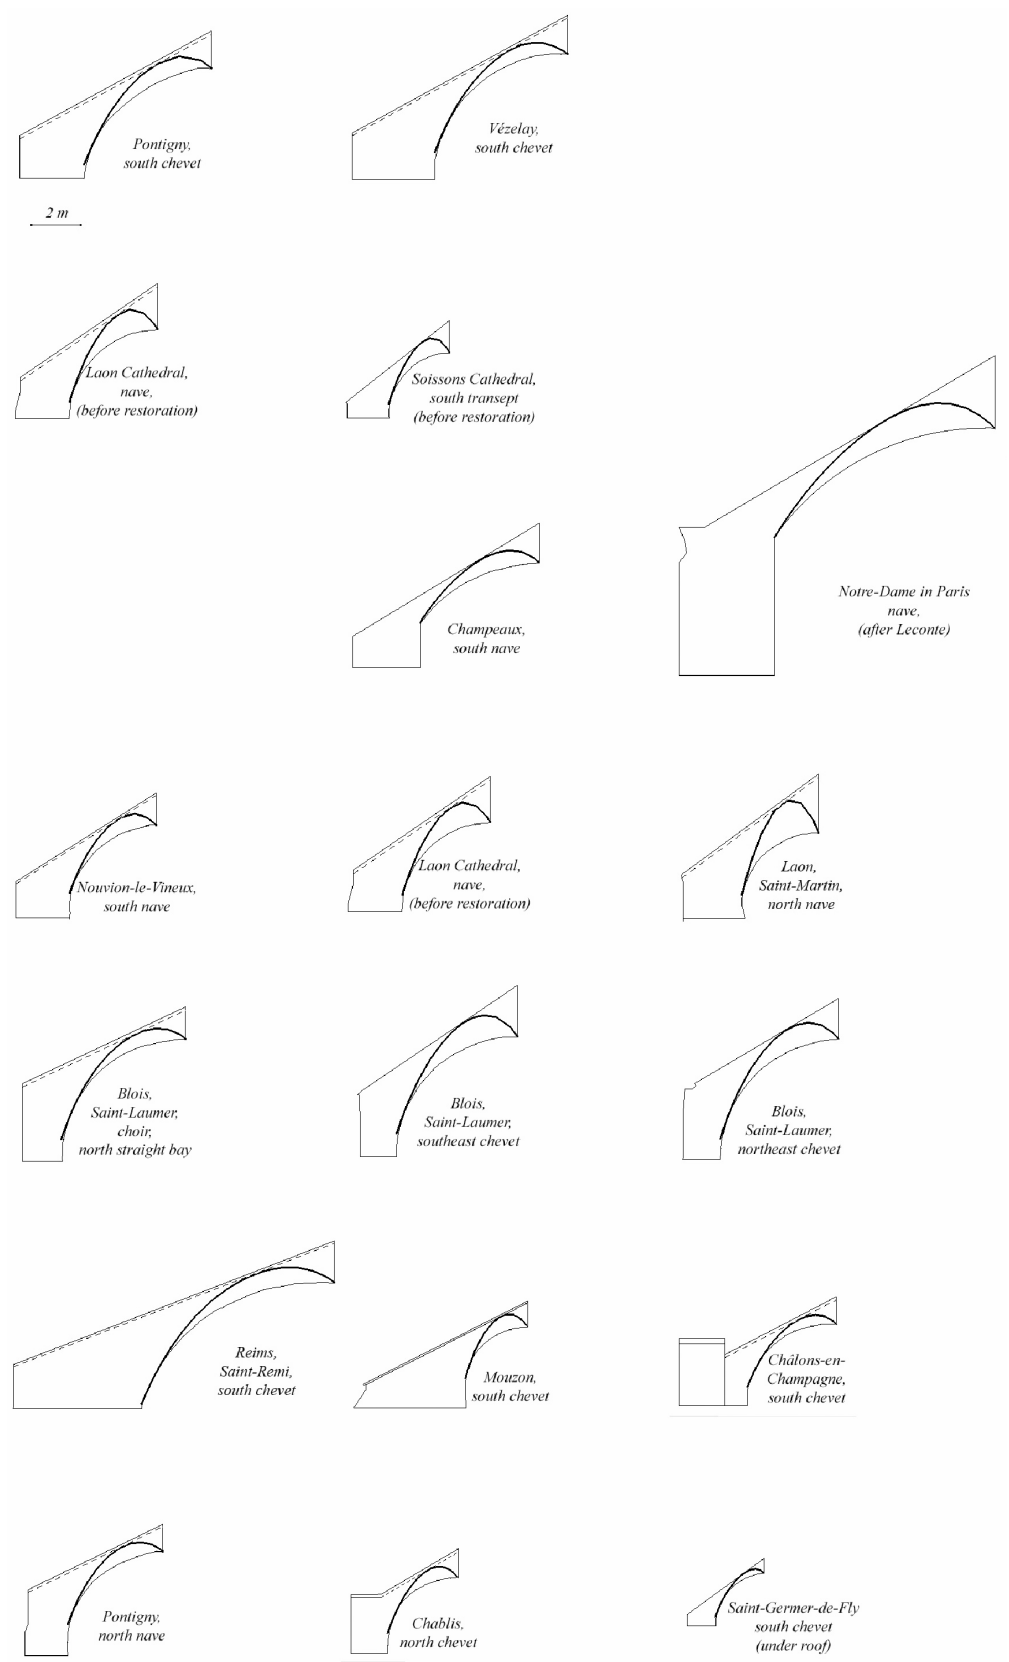 Pontigny,
south chevet
Vézelay,
south chevet
2 m
Laon Cathedral,
nave,
(before restoration)
Soissons Cathedral,
south transept
(before restoration)
Notre-Dame in Paris
nave,
(after Leconte)
Champeaux,
south nave
Nouvion-le-Vineux,
south nave
Laon Cathedral,
nave,
(before restoration)
Laon,
Saint-Martin,
north nave
Blois,
Saint-Laumer,
choir,
north straight bay
Blois,
Saint-Laumer,
southeast chevet
Blois,
Saint-Laumer,
northeast chevet
Reims,
Saint-Remi,
south chevet
Mouzon,
south chevet
Châlons-en-
Champagne,
south chevet
Pontigny,
north nave
Chablis,
north chevet
Saint-Germer-de-Fly
south chevet
(under roof)